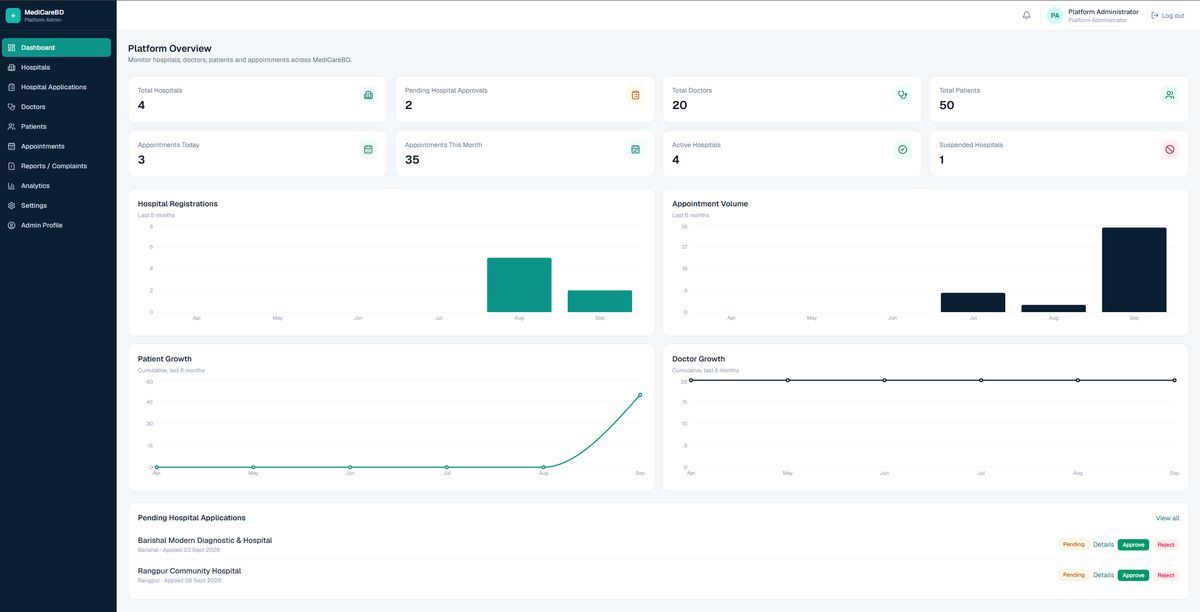 MediCareBD
Platform Admin
Dashboard
Hospitals
Hospital Applications
Doctors
Patients
Appointments
Reports / Complaints
Analytics
Settings
Admin Profile
PA
Platform Administrator
Platform Administrator
Log out
Platform Overview
Monitor hospitals, doctors, patients and appointments across MediCareBD.
Total Hospitals
4
Pending Hospital Approvals
2
Total Doctors
20
Total Patients
50
Appointments Today
3
Appointments This Month
35
Active Hospitals
4
Suspended Hospitals
1
Hospital Registrations
Last 6 months
8
6
4
2
0
Apr May Jun Jul Aug Sep
Appointment Volume
Last 6 months
36
27
18
9
0
Apr May Jun Jul Aug Sep
Patient Growth
Cumulative, last 6 months
60
45
30
15
0
Apr May Jun Jul Aug Sep
Doctor Growth
Cumulative, last 6 months
20
15
10
5
0
Apr May Jun Jul Aug Sep
Pending Hospital Applications
View all
Barishal Modern Diagnostic & Hospital
Barishal · Applied 03 Sept 2026
Pending Details Approve Reject
Rangpur Community Hospital
Rangpur · Applied 08 Sept 2026
Pending Details Approve Reject